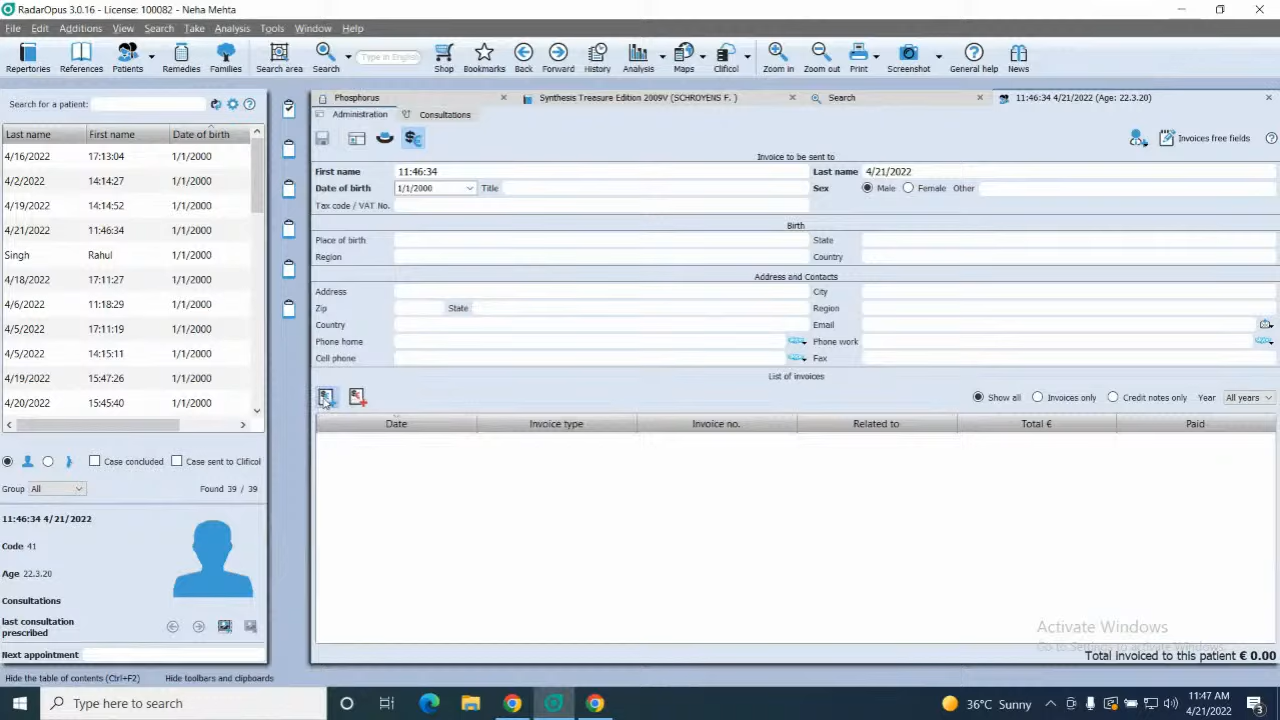 RadarOpus 3.0.16 - License: 100082 - Neha Mehta
File Edit Additions View Search Take Analysis Tools Window Help
Repertories References Patients Remedies Families Search area Search Type in English Shop Bookmarks Back Forward History Analysis Maps Clificol Zoom in Zoom out Print Screenshot General help News
Search for a patient:
Last name First name Date of birth
4/16/2022 17:13:04 1/1/2000
4/2/2022 14:14:27 1/1/2000
4/19/2022 14:14:52 1/1/2000
4/21/2022 11:46:34 1/1/2000
Singh Rahul 1/1/2000
4/18/2022 17:11:27 1/1/2000
4/6/2022 11:18:29 1/1/2000
4/5/2022 17:11:19 1/1/2000
4/5/2022 14:15:11 1/1/2000
4/19/2022 15:47:26 1/1/2000
4/20/2022 15:45:40 1/1/2000
Case concluded Case sent to Clificol
Group All Found 39 / 39
11:46:34 4/21/2022
Code 41
Age 22.3.20
Consultations
last consultation
prescribed
Next appointment
Phosphorus Synthesis Treasure Edition 2009V (SCHROYENS F. ) Search 11:46:34 4/21/2022 (Age: 22.3.20)
Administration Consultations
Invoices free fields
Invoice to be sent to
First name 11:46:34 Last name 4/21/2022
Date of birth 1/1/2000 Title Sex Male Female Other
Tax code / VAT No.
Birth
Place of birth State
Region Country
Address and Contacts
Address City
Zip State Region
Country Email
Phone home Phone work
Cell phone Fax
List of invoices
Show all Invoices only Credit notes only Year All years
Date Invoice type Invoice no. Related to Total € Paid
Activate Windows
Go to Settings to activate Windows.
Total invoiced to this patient € 0.00
Hide the table of contents (Ctrl+F2) Hide toolbars and clipboards
Type here to search
36°C Sunny
11:47 AM
4/21/2022
3